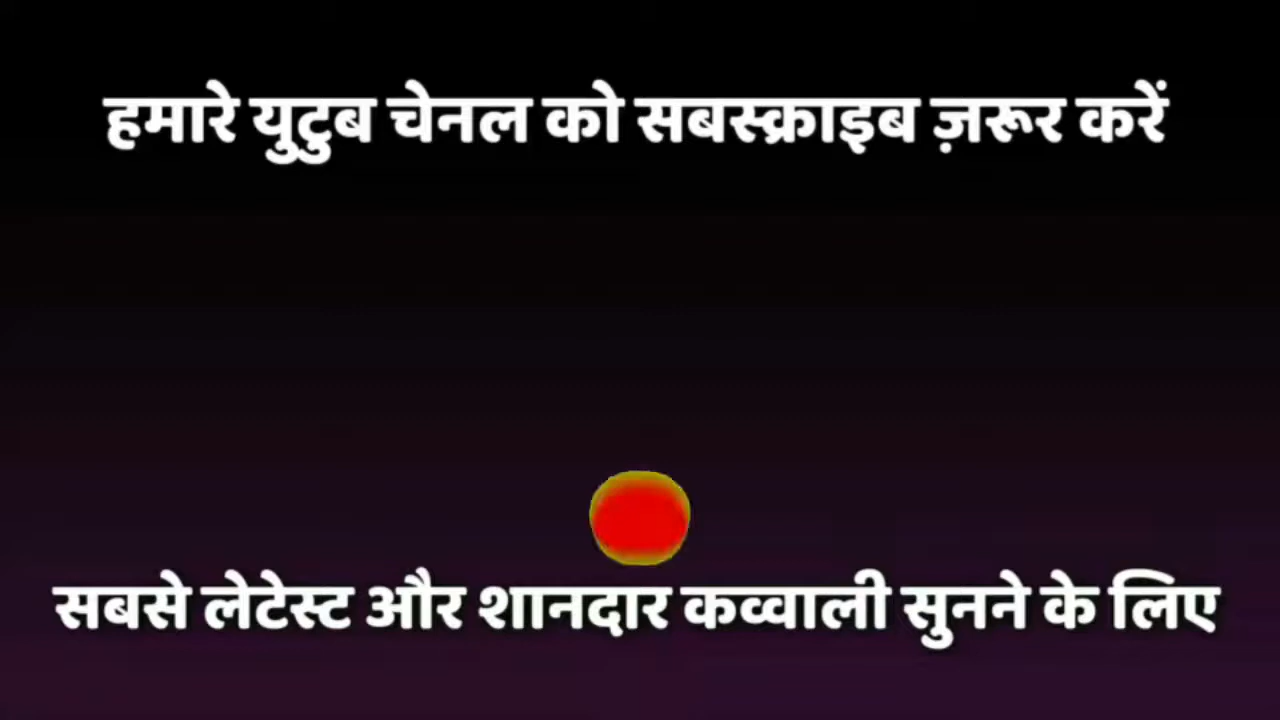 हमारे युटुब चेनल को सबस्क्राइब ज़रूर करें
सबसे लेटेस्ट और शानदार कव्वाली सुनने के लिए